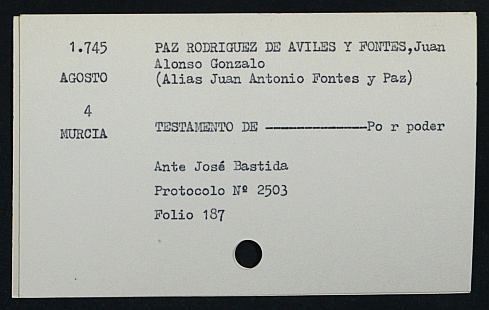 1.745
PAZ RODRIGUEZ DE AVILES Y FONTES,Juan
Alonso Gonzalo
AGOSTO
(Alias Juan Antonio Fontes y Paz)
4
MURCIA
TESTAMENTO DE ---------------Po r poder
Ante José Bastida
Protocolo Nº 2503
Folio 187